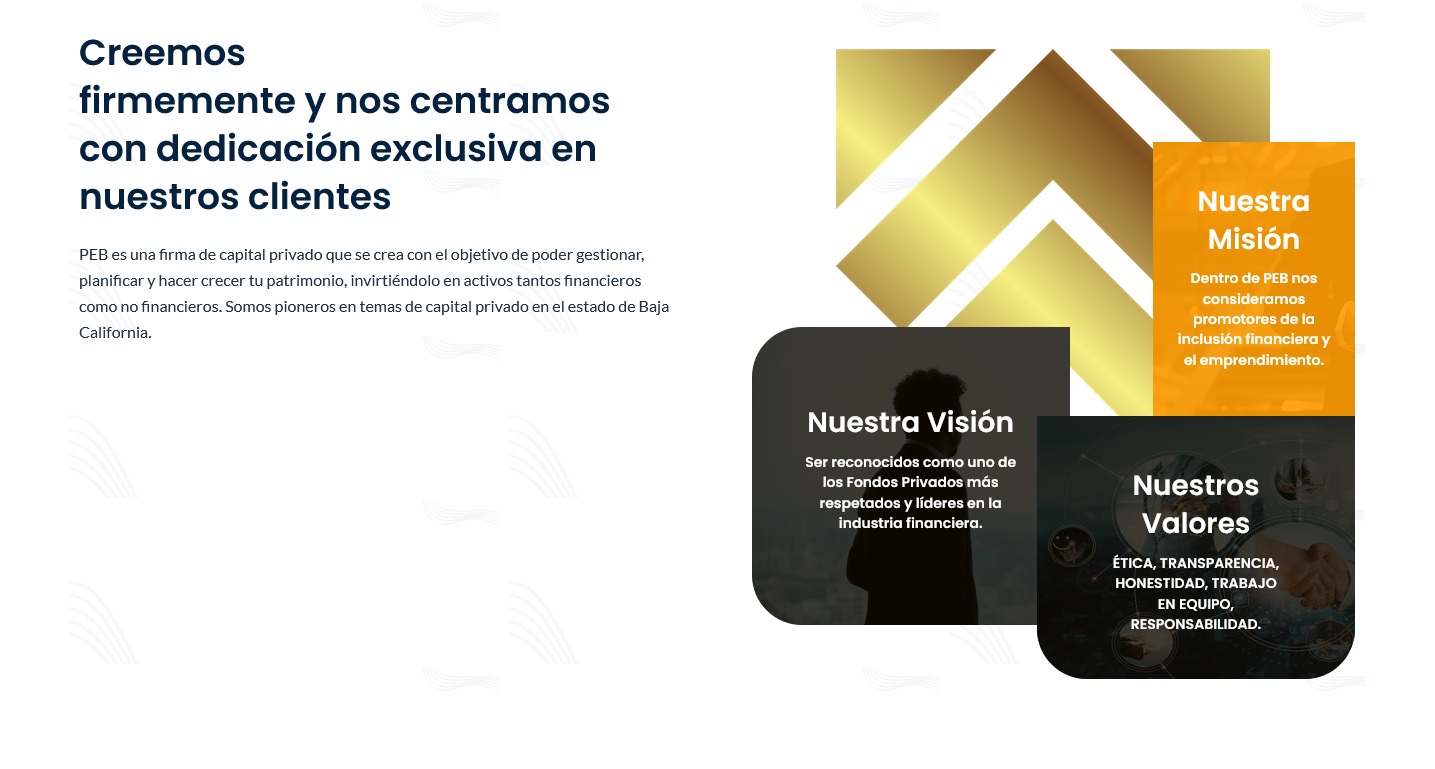 Creemos
firmemente y nos centramos
con dedicación exclusiva en
nuestros clientes
PEB es una firma de capital privado que se crea con el objetivo de poder gestionar,
planificar y hacer crecer tu patrimonio, invirtiéndolo en activos tantos financieros
como no financieros. Somos pioneros en temas de capital privado en el estado de Baja
California.
Nuestra
Misión
Dentro de PEB nos
consideramos
promotores de la
inclusión financiera y
el emprendimiento.
Nuestra Visión
Ser reconocidos como uno de
los Fondos Privados más
respetados y líderes en la
industria financiera.
Nuestros
Valores
ÉTICA, TRANSPARENCIA,
HONESTIDAD, TRABAJO
EN EQUIPO,
RESPONSABILIDAD.